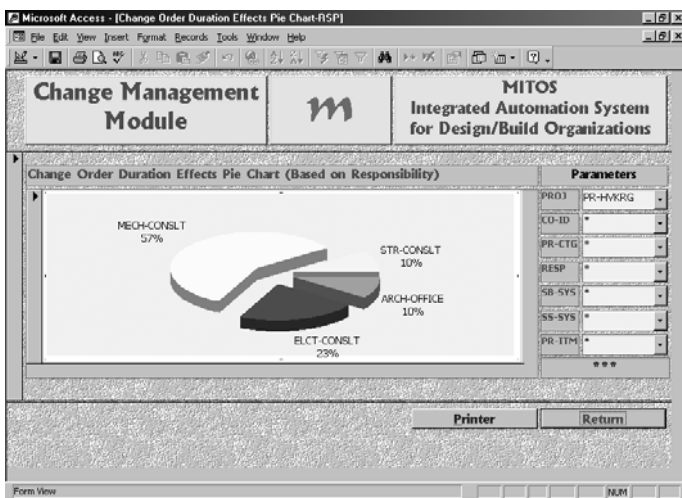 Microsoft Access - [Change Order Duration Effects Pie Chart-RSP]
File Edit View Insert Format Records Tools Window Help
Change Management
Module
m
MITOS
Integrated Automation System
for Design/Build Organizations
Change Order Duration Effects Pie Chart (Based on Responsibility)
MECH-CONSLT
57%
STR-CONSLT
10%
ARCH-OFFICE
10%
ELCT-CONSLT
23%
Parameters
PROJ PR-HVKRG
CO-ID *
PR-CTG *
RESP *
SB-SYS *
SS-SYS *
PR-ITM *
***
Printer Return
Form View NUM